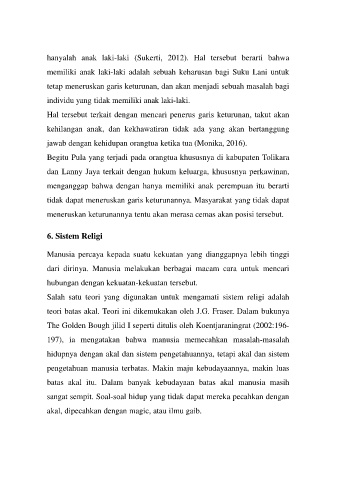 hanyalah anak laki-laki (Sukerti, 2012). Hal tersebut berarti bahwa
memiliki anak laki-laki adalah sebuah keharusan bagi Suku Lani untuk
tetap meneruskan garis keturunan, dan akan menjadi sebuah masalah bagi
individu yang tidak memiliki anak laki-laki.
Hal tersebut terkait dengan mencari penerus garis keturunan, takut akan
kehilangan anak, dan kekhawatiran tidak ada yang akan bertanggung
jawab dengan kehidupan orangtua ketika tua (Monika, 2016).
Begitu Pula yang terjadi pada orangtua khususnya di kabupaten Tolikara
dan Lanny Jaya terkait dengan hukum keluarga, khususnya perkawinan,
menganggap bahwa dengan hanya memiliki anak perempuan itu berarti
tidak dapat meneruskan garis keturunannya. Masyarakat yang tidak dapat
meneruskan keturunannya tentu akan merasa cemas akan posisi tersebut.
6. Sistem Religi
Manusia percaya kepada suatu kekuatan yang dianggapnya lebih tinggi
dari dirinya. Manusia melakukan berbagai macam cara untuk mencari
hubungan dengan kekuatan-kekuatan tersebut.
Salah satu teori yang digunakan untuk mengamati sistem religi adalah
teori batas akal. Teori ini dikemukakan oleh J.G. Fraser. Dalam bukunya
The Golden Bough jilid I seperti ditulis oleh Koentjaraningrat (2002:196-
197), ia mengatakan bahwa manusia memecahkan masalah-masalah
hidupnya dengan akal dan sistem pengetahuannya, tetapi akal dan sistem
pengetahuan manusia terbatas. Makin maju kebudayaannya, makin luas
batas akal itu. Dalam banyak kebudayaan batas akal manusia masih
sangat sempit. Soal-soal hidup yang tidak dapat mereka pecahkan dengan
akal, dipecahkan dengan magic, atau ilmu gaib.